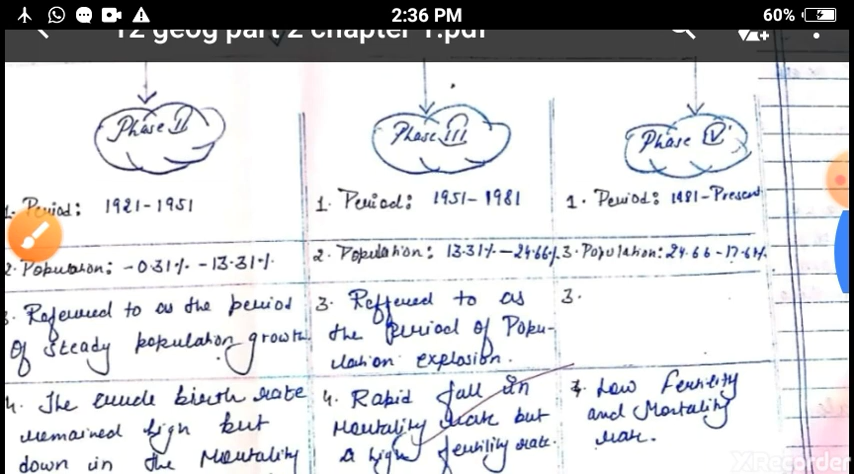 2:36 PM
60%
12 geog part 2 chapter 1.pdf
Phase II
1. Period: 1921-1951
2. Population: -0.31% -13.31%
3. Referred to as the period
of steady population growth
4. The crude birth rate
remained high but
down in the Mortality
Phase III
1. Period: 1951-1981
2. Population: 13.31% - 24.66%
3. Reffered to as
the period of Popu-
lation explosion.
4. Rapid fall in
Mortality rate but
a high fertility rate.
Phase IV
1. Period: 1981-Present
3. Population: 24.66 - 17.64%
3.
4. Low Fertility
and Mortality
rate.
XRecorder